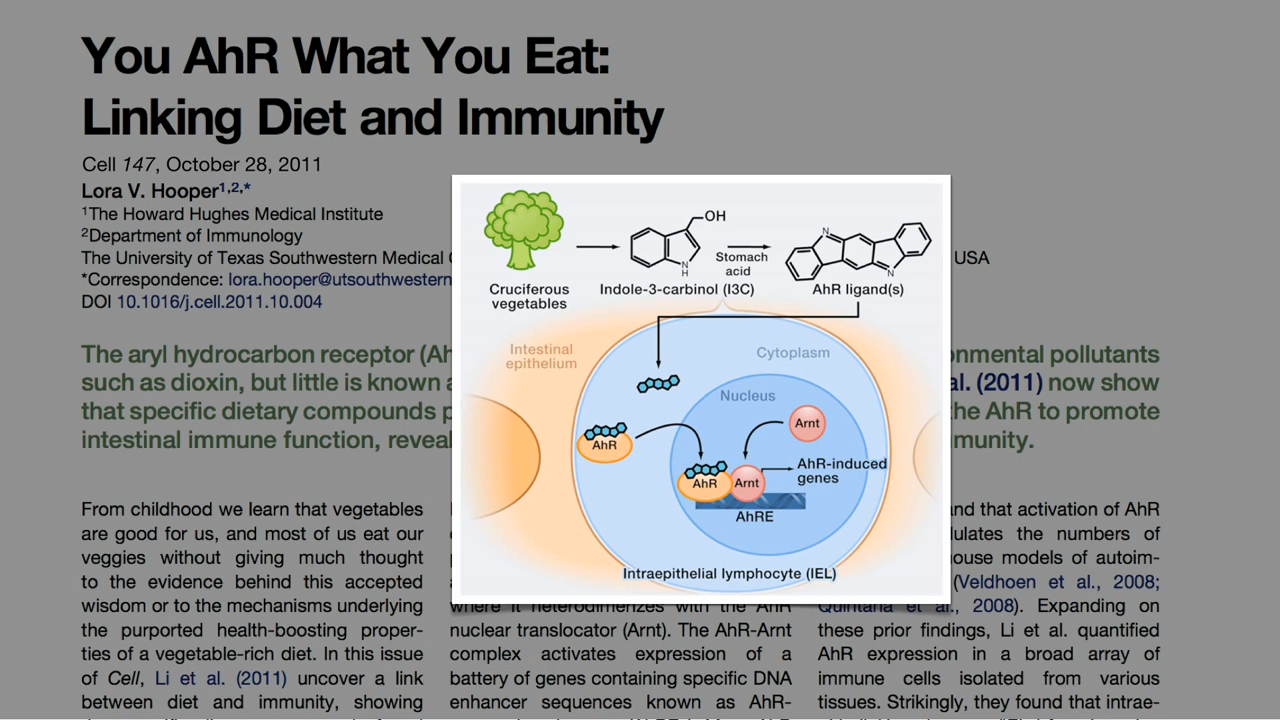 You AhR What You Eat:
Linking Diet and Immunity
Cell 147, October 28, 2011
Lora V. Hooper1,2,*
1The Howard Hughes Medical Institute
2Department of Immunology
The University of Texas Southwestern Medical
USA
*Correspondence: lora.hooper@utsouthwestern
DOI 10.1016/j.cell.2011.10.004
The aryl hydrocarbon receptor (Ah
onmental pollutants
such as dioxin, but little is known
al. (2011) now show
that specific dietary compounds p
the AhR to promote
intestinal immune function, revea
munity.
Cruciferous
vegetables
OH
N
H
Indole-3-carbinol (I3C)
Stomach
acid
N
N
AhR ligand(s)
Intestinal
epithelium
Cytoplasm
Nucleus
AhR
Arnt
AhR
Arnt
AhR-induced
genes
AhRE
Intraepithelial lymphocyte (IEL)
From childhood we learn that vegetables
are good for us, and most of us eat our
veggies without giving much thought
to the evidence behind this accepted
wisdom or to the mechanisms underlying
the purported health-boosting proper-
ties of a vegetable-rich diet. In this issue
of Cell, Li et al. (2011) uncover a link
between diet and immunity, showing
where it heterodimerizes with the AhR
nuclear translocator (Arnt). The AhR-Arnt
complex activates expression of a
battery of genes containing specific DNA
enhancer sequences known as AhR-
and that activation of AhR
ulates the numbers of
ouse models of autoim-
(Veldhoen et al., 2008;
Quintana et al., 2008). Expanding on
these prior findings, Li et al. quantified
AhR expression in a broad array of
immune cells isolated from various
tissues. Strikingly, they found that intrae-